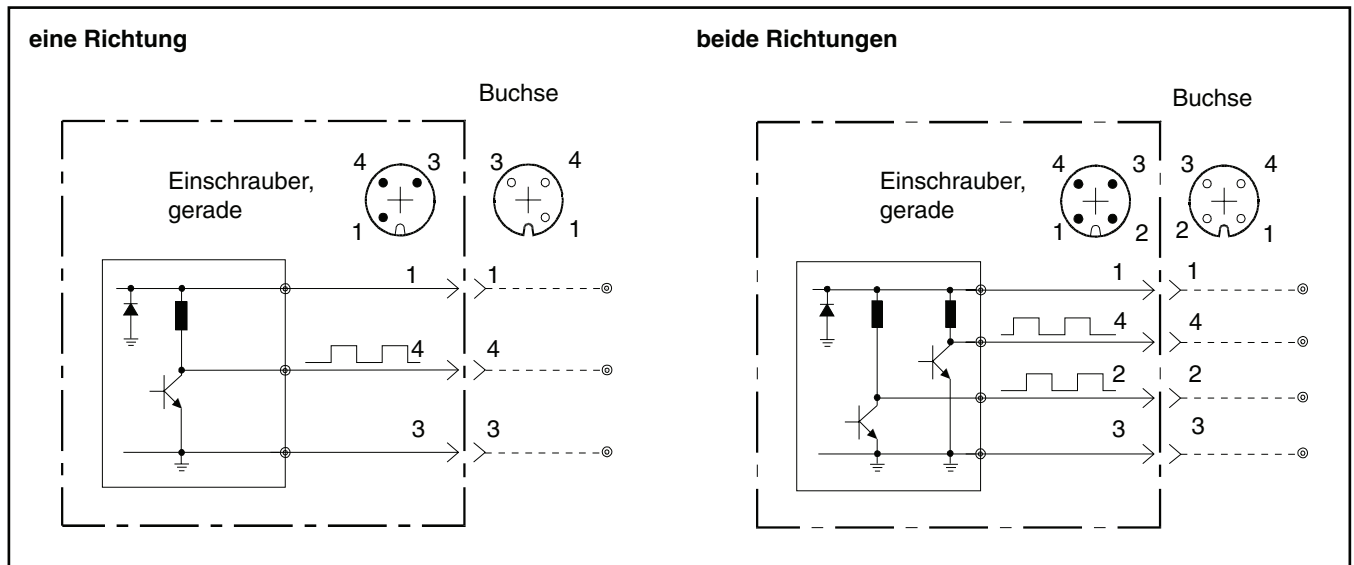 eine Richtung
Buchse
Einschrauber,
gerade
4 3
1
3 4
1
1 1
4 4
3 3
beide Richtungen
Buchse
Einschrauber,
gerade
4 3
1 2
3 4
2 1
1 1
4 4
2 2
3 3